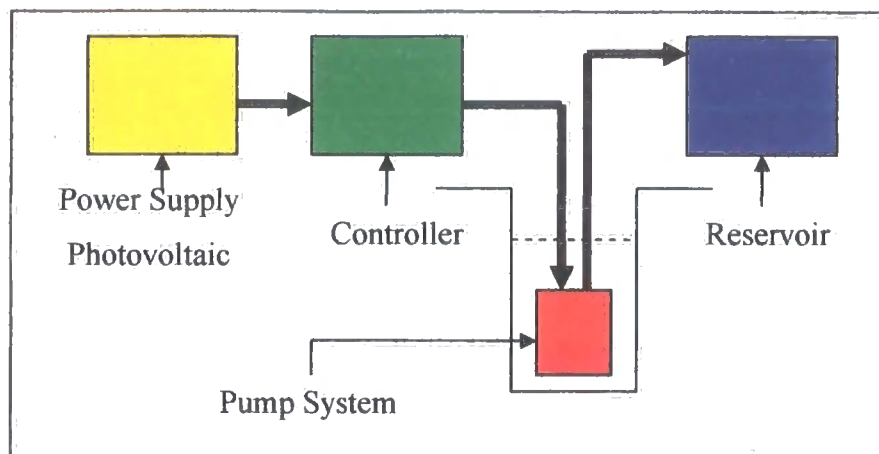 Power Supply
Photovoltaic
Controller
Reservoir
Pump System